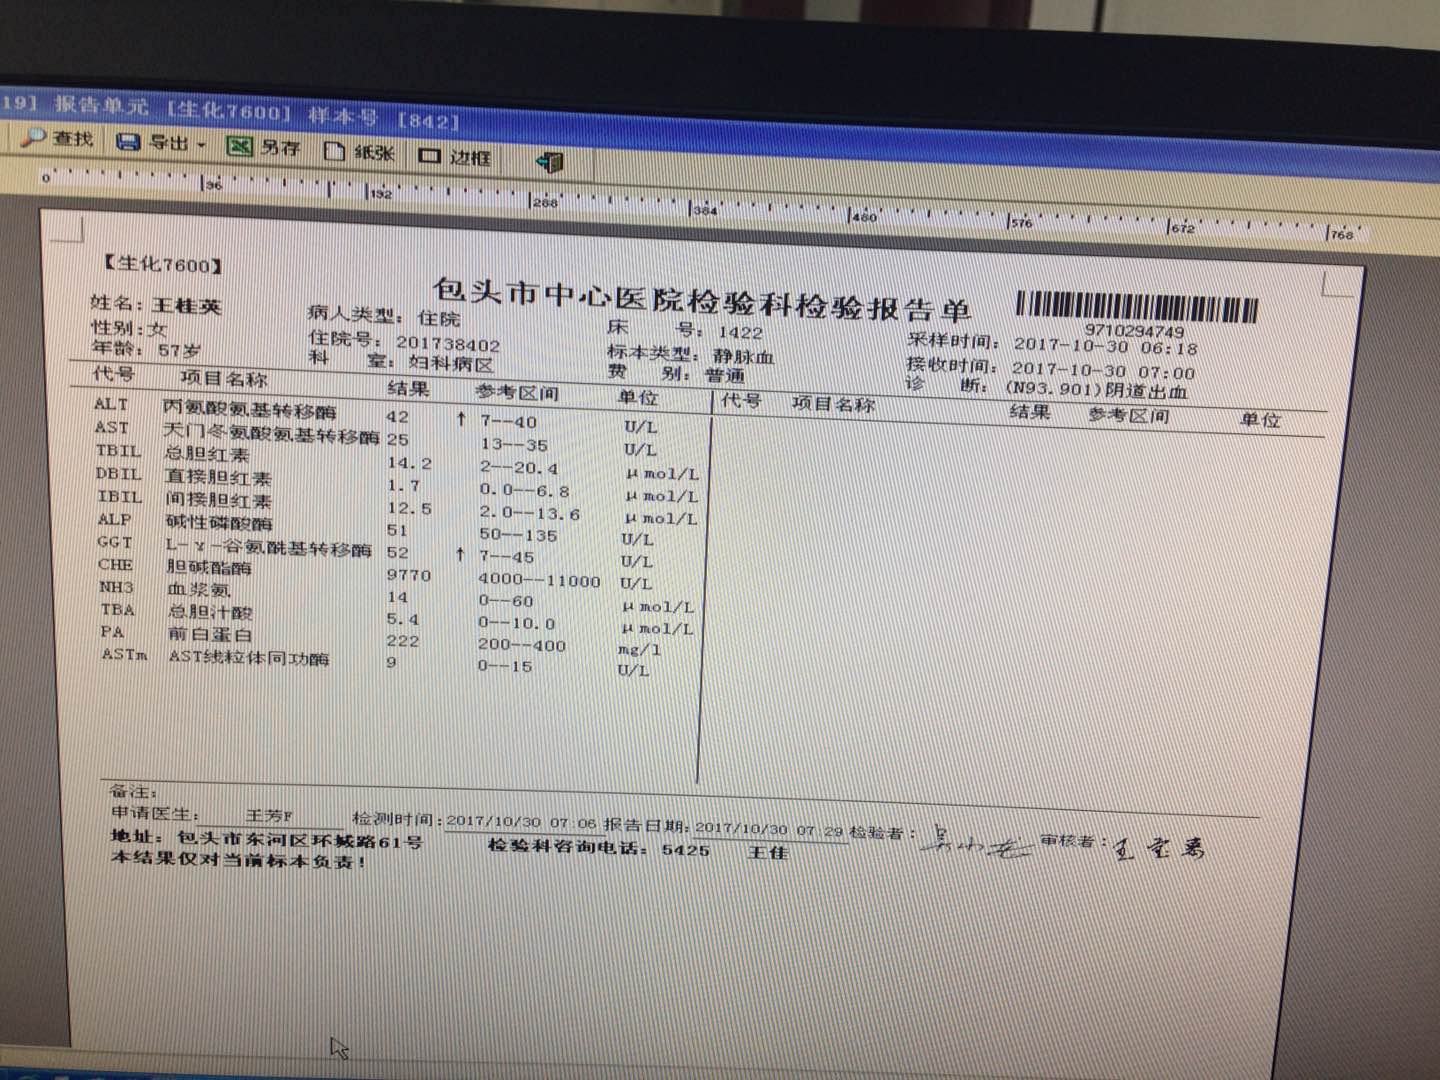 19] 报告单元 [生化7600] 样本号 [842]
查找 导出 另存 纸张 边框
0 96 192 288 384 480 576 672 768
【生化7600】
包头市中心医院检验科检验报告单
9710294749
姓名: 王桂英 病人类型: 住院 床 号: 1422 采样时间: 2017-10-30 06:18
性别:女 住院号: 201738402 标本类型: 静脉血 接收时间: 2017-10-30 07:00
年龄: 57岁 科 室: 妇科病区 费 别: 普通 诊 断: (N93.901)阴道出血
代号 项目名称 结果 参考区间 单位 代号 项目名称 结果 参考区间 单位
ALT 丙氨酸氨基转移酶 42 ↑ 7--40 U/L
AST 天门冬氨酸氨基转移酶 25 13--35 U/L
TBIL 总胆红素 14.2 2--20.4 μmol/L
DBIL 直接胆红素 1.7 0.0--6.8 μmol/L
IBIL 间接胆红素 12.5 2.0--13.6 μmol/L
ALP 碱性磷酸酶 51 50--135 U/L
GGT L-γ-谷氨酰基转移酶 52 ↑ 7--45 U/L
CHE 胆碱酯酶 9770 4000--11000 U/L
NH3 血浆氨 14 0--60 μmol/L
TBA 总胆汁酸 5.4 0--10.0 μmol/L
PA 前白蛋白 222 200--400 mg/l
ASTm AST线粒体同功酶 9 0--15 U/L
备注:
申请医生: 王芳F 检测时间:2017/10/30 07:06 报告日期:2017/10/30 07:29 检验者: 审核者:
地址: 包头市东河区环城路61号 检验科咨询电话: 5425 王佳
本结果仅对当前标本负责!